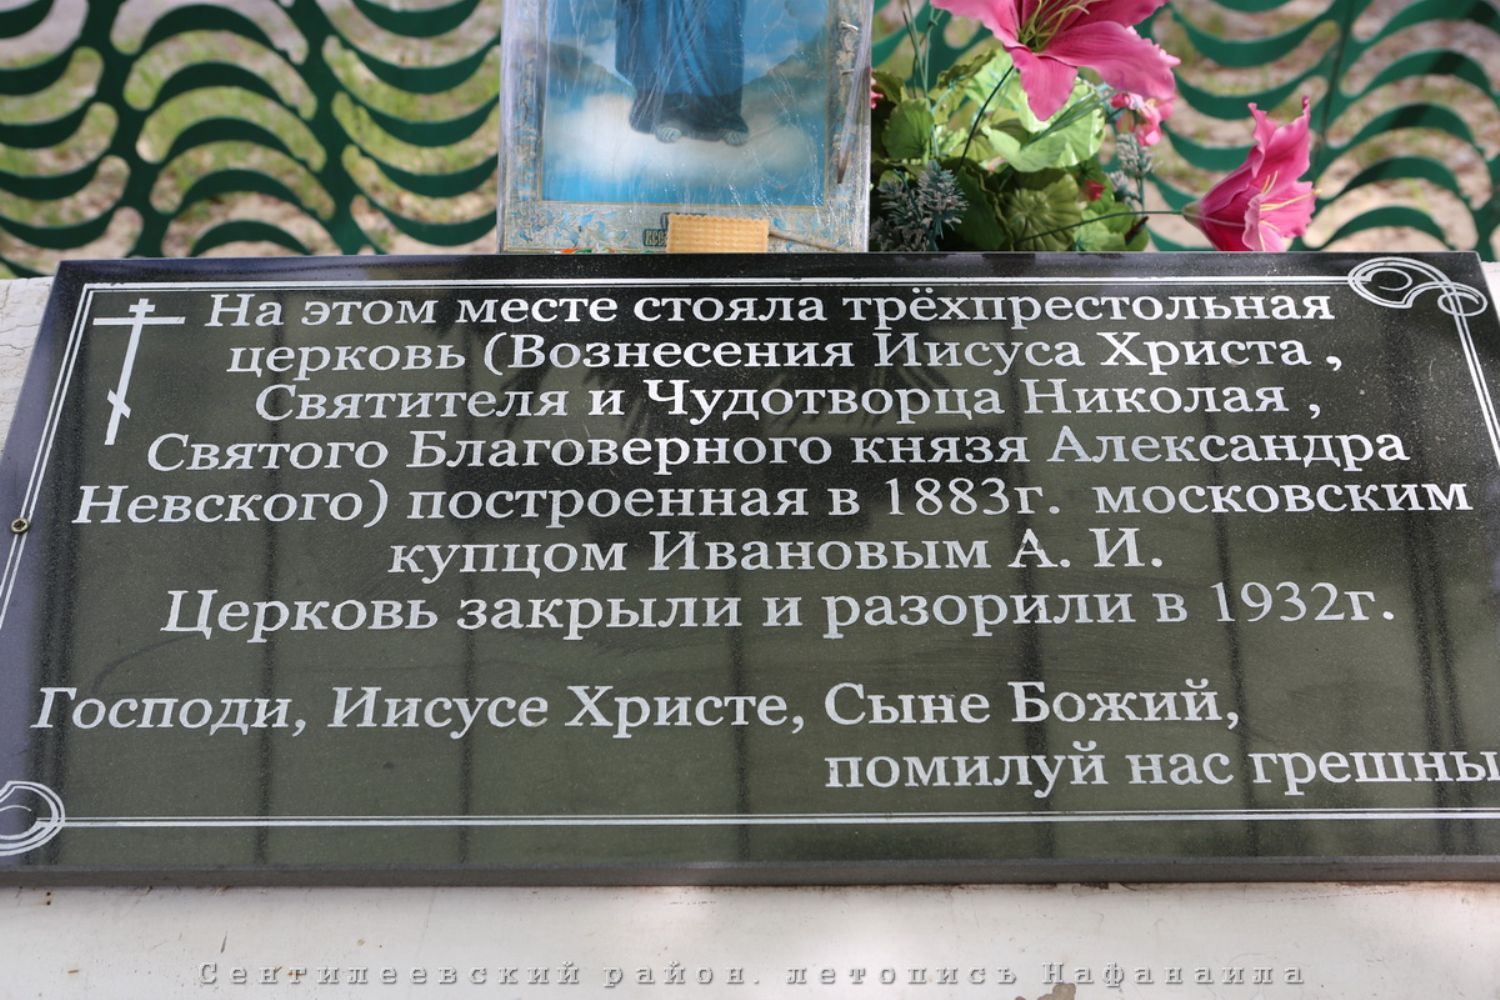 На этом месте стояла трёхпрестольная
церковь (Вознесения Иисуса Христа ,
Святителя и Чудотворца Николая ,
Святого Благоверного князя Александра
Невского) построенная в 1883г. московским
купцом Ивановым А. И.
Церковь закрыли и разорили в 1932г.
Господи, Иисусе Христе, Сыне Божий,
помилуй нас грешны
Сенгилеевский район. летопись Нафанаила